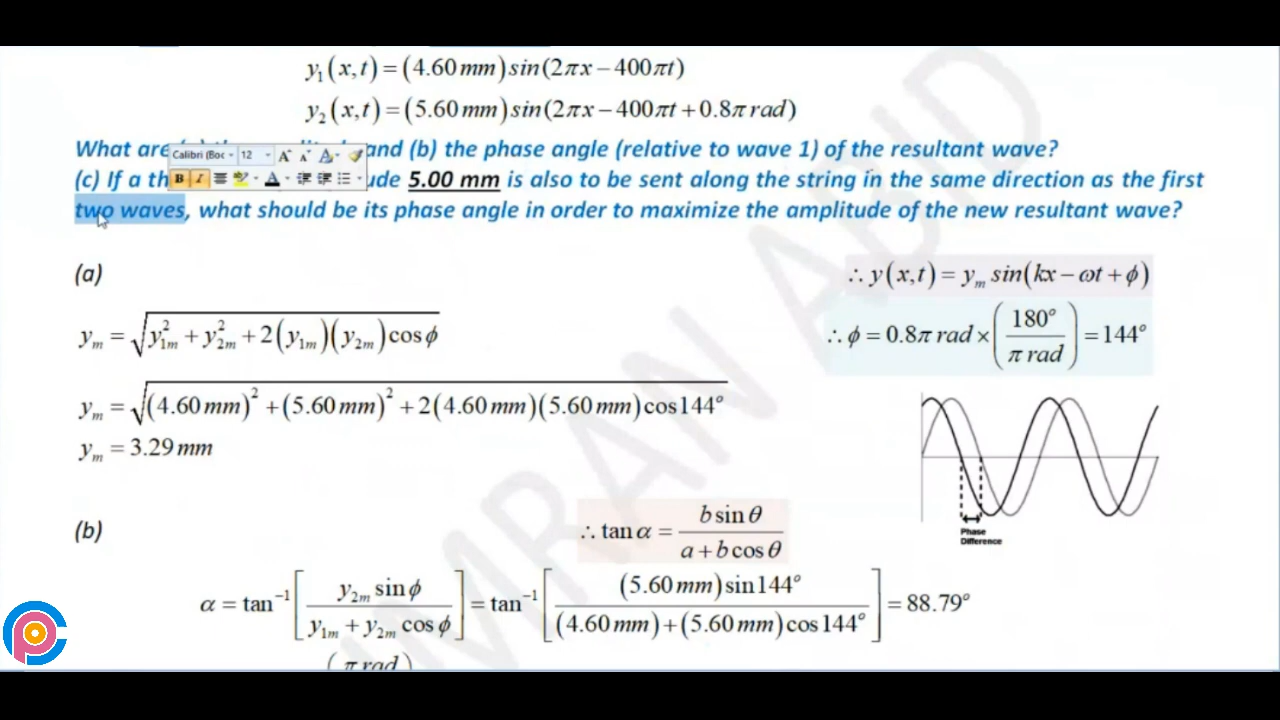 y₁(x,t) = (4.60 mm) sin(2πx − 400πt)
y₂(x,t) = (5.60 mm) sin(2πx − 400πt + 0.8π rad)
What are and (b) the phase angle (relative to wave 1) of the resultant wave?
Calibri (Boc 12 A A A
(c) If a th ude 5.00 mm is also to be sent along the string in the same direction as the first
B I A
two waves, what should be its phase angle in order to maximize the amplitude of the new resultant wave?
(a)
∴ y(x,t) = yₘ sin(kx − ωt + ϕ)
yₘ = √(y₁ₘ² + y₂ₘ² + 2(y₁ₘ)(y₂ₘ) cos ϕ)
∴ ϕ = 0.8π rad × (180° / π rad) = 144°
yₘ = √((4.60 mm)² + (5.60 mm)² + 2(4.60 mm)(5.60 mm) cos 144°)
yₘ = 3.29 mm
Phase
Difference
(b)
∴ tan α = b sin θ / a + b cos θ
α = tan⁻¹[y₂ₘ sin ϕ / y₁ₘ + y₂ₘ cos ϕ] = tan⁻¹[(5.60 mm) sin 144° / (4.60 mm) + (5.60 mm) cos 144°] = 88.79°
(π rad)
IMRAN ABID